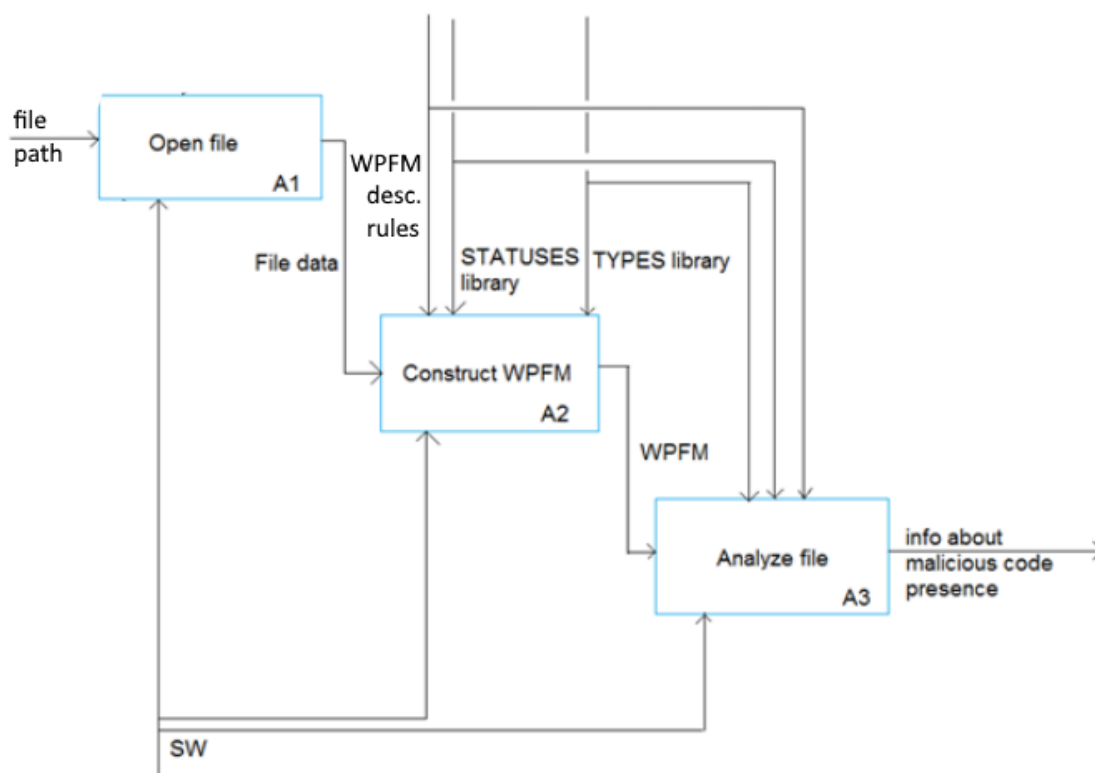 file
path
Open file
A1
WPFM
desc.
rules
File data
STATUSES
library
TYPES library
Construct WPFM
A2
WPFM
Analyze file
A3
info about
malicious code
presence
SW